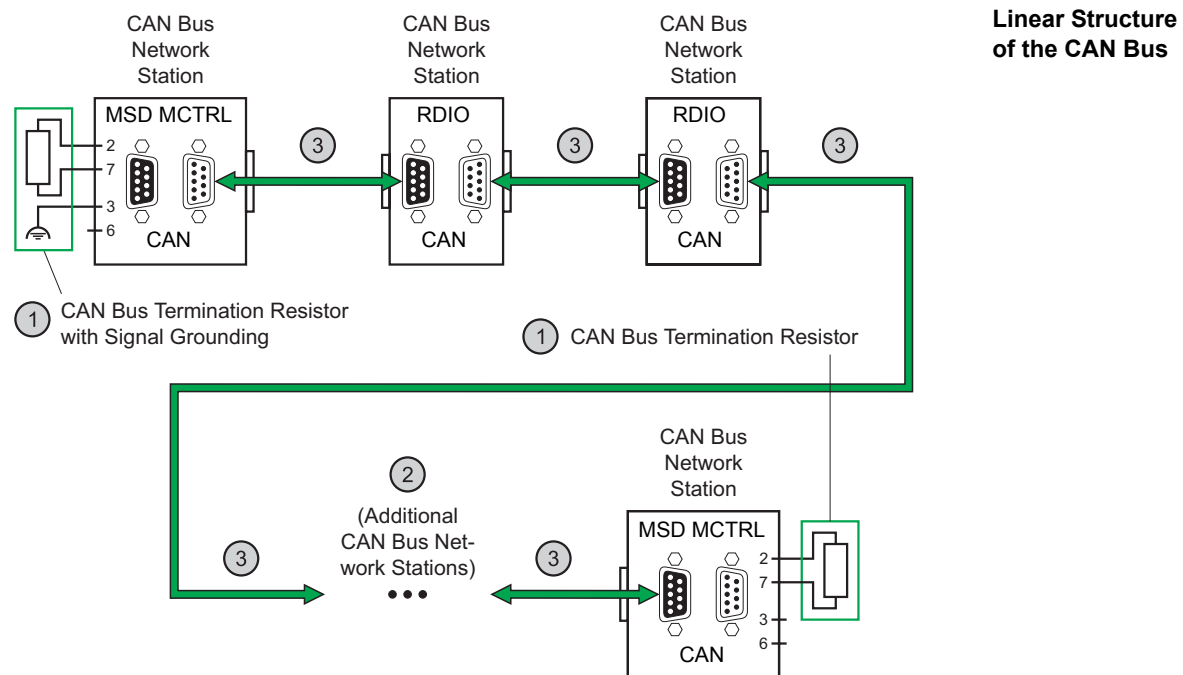 Linear Structure
of the CAN Bus
CAN Bus
Network
Station
CAN Bus
Network
Station
CAN Bus
Network
Station
MSD MCTRL
2
7
3
6
CAN
3
RDIO
CAN
3
RDIO
CAN
3
1
CAN Bus Termination Resistor
with Signal Grounding
1
CAN Bus Termination Resistor
CAN Bus
Network
Station
2
(Additional
CAN Bus Net-
work Stations)
3
3
MSD MCTRL
2
7
3
6
CAN